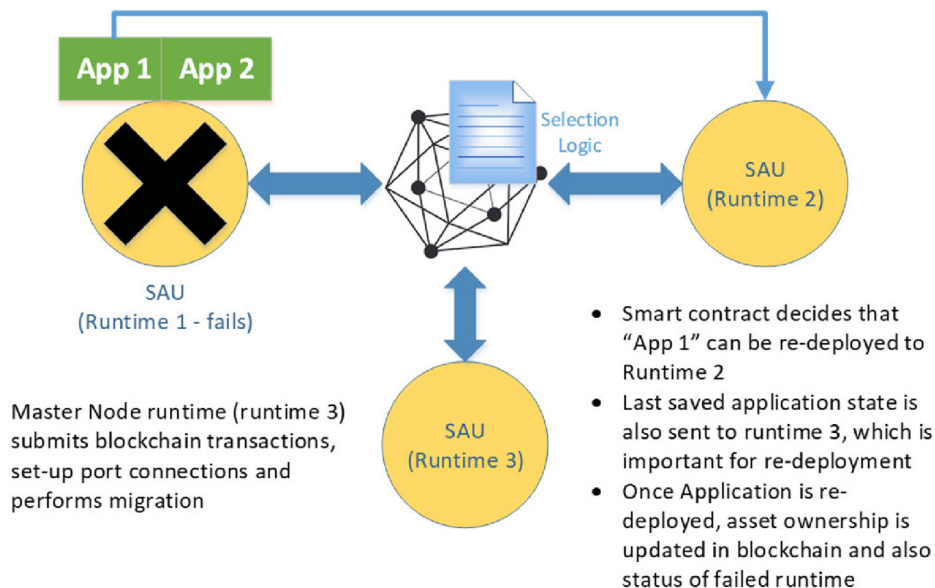 App 1
App 2
Selection
Logic
SAU
(Runtime 2)
SAU
(Runtime 1 - fails)
SAU
(Runtime 3)
Master Node runtime (runtime 3)
submits blockchain transactions,
set-up port connections and
performs migration
• Smart contract decides that
“App 1” can be re-deployed to
Runtime 2
• Last saved application state is
also sent to runtime 3, which is
important for re-deployment
• Once Application is re-
deployed, asset ownership is
updated in blockchain and also
status of failed runtime